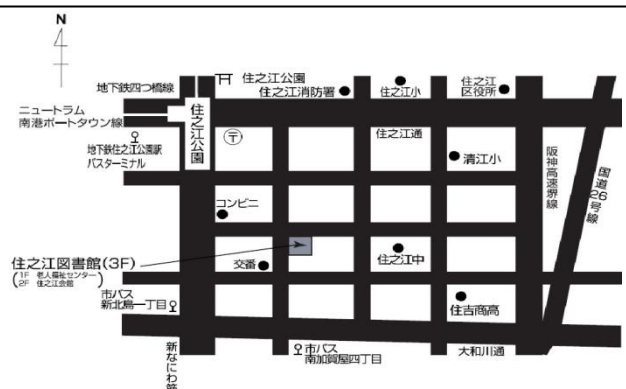 N
地下鉄四つ橋線
住之江公園
住之江消防署
住之江小
住之江
区役所
ニュートラム
南港ポートタウン線
住之江公園
〒
住之江通
地下鉄住之江公園駅
バスターミナル
清江小
阪神高速堺線
国道26号線
コンビニ
住之江図書館(3F)
(1F 老人福祉センター
2F 住之江会館)
交番
住之江中
市バス
新北島一丁目
住吉商高
新なにわ筋
市バス
南加賀屋四丁目
大和川通